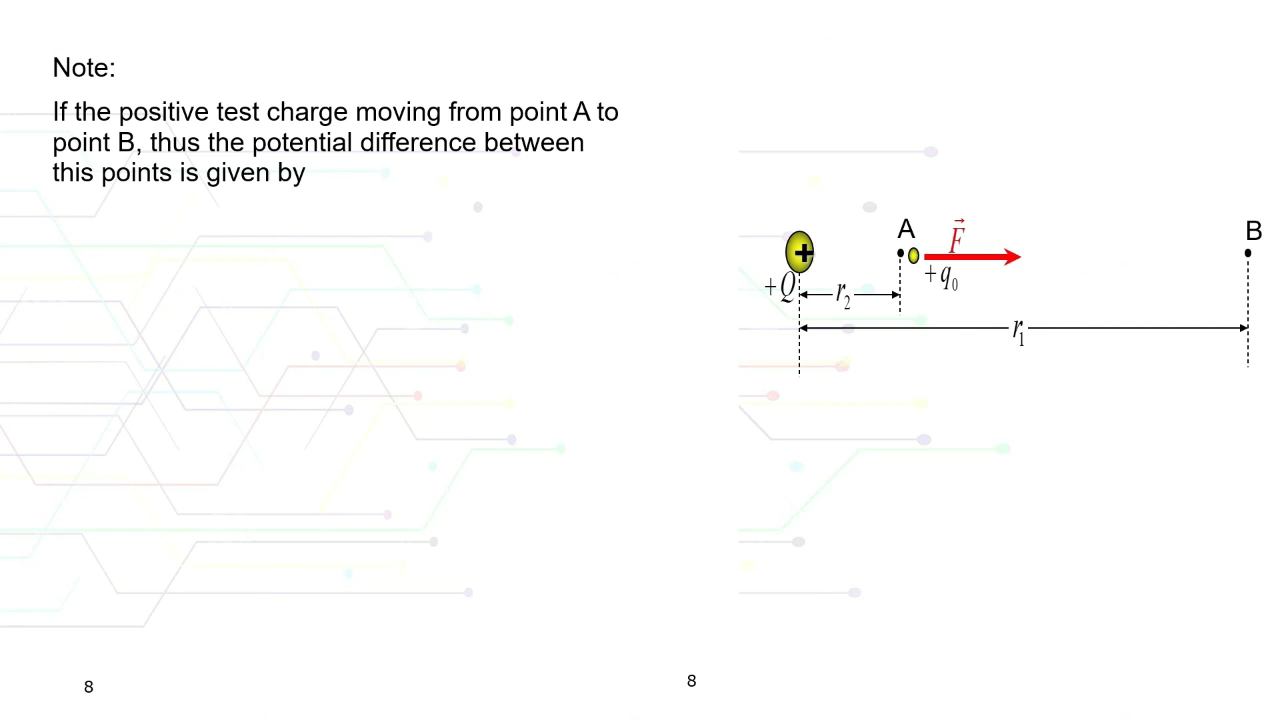 Note:
If the positive test charge moving from point A to
point B, thus the potential difference between
this points is given by
A
F⃗
B
+Q
+q₀
r₂
r₁
8
8